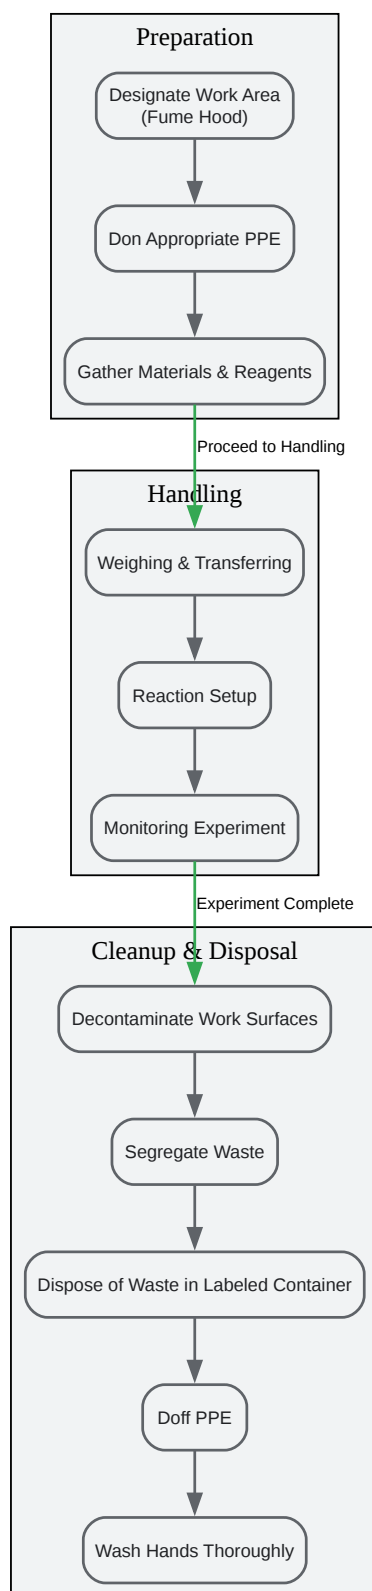 Preparation
Designate Work Area
(Fume Hood)
Don Appropriate PPE
Gather Materials & Reagents
Proceed to Handling
Handling
Weighing & Transferring
Reaction Setup
Monitoring Experiment
Experiment Complete
Cleanup & Disposal
Decontaminate Work Surfaces
Segregate Waste
Dispose of Waste in Labeled Container
Doff PPE
Wash Hands Thoroughly